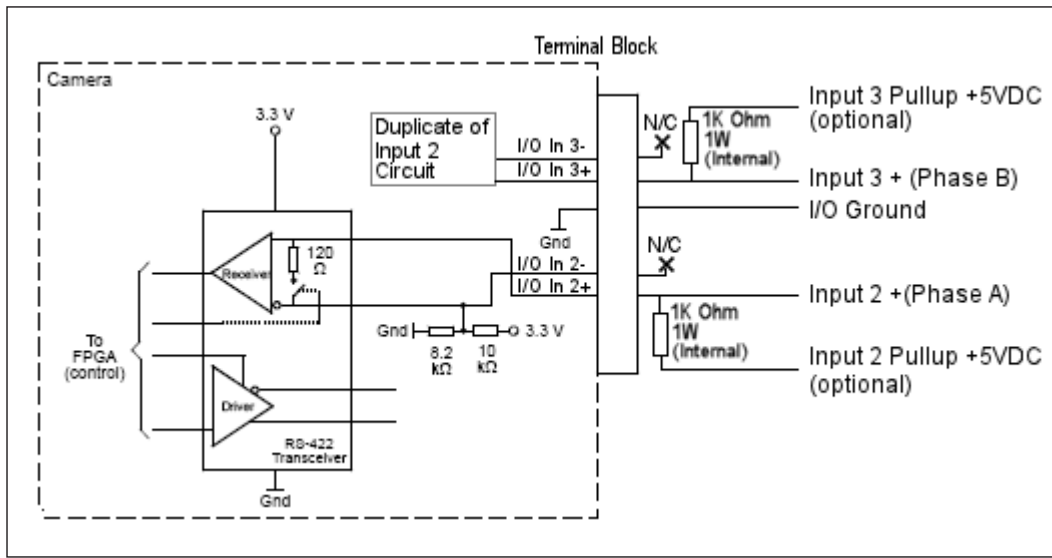 Terminal Block
Camera
3.3 V
Duplicate of
Input 2
Circuit
I/O In 3-
I/O In 3+
N/C
1K Ohm
1W
(Internal)
Input 3 Pullup +5VDC
(optional)
Input 3 + (Phase B)
I/O Ground
Gnd
120
Ω
Receiver
I/O In 2-
I/O In 2+
N/C
Input 2 +(Phase A)
1K Ohm
1W
(Internal)
Input 2 Pullup +5VDC
(optional)
Gnd
3.3 V
8.2
kΩ
10
kΩ
To
FPGA
(control)
Driver
RS-422
Transceiver
Gnd